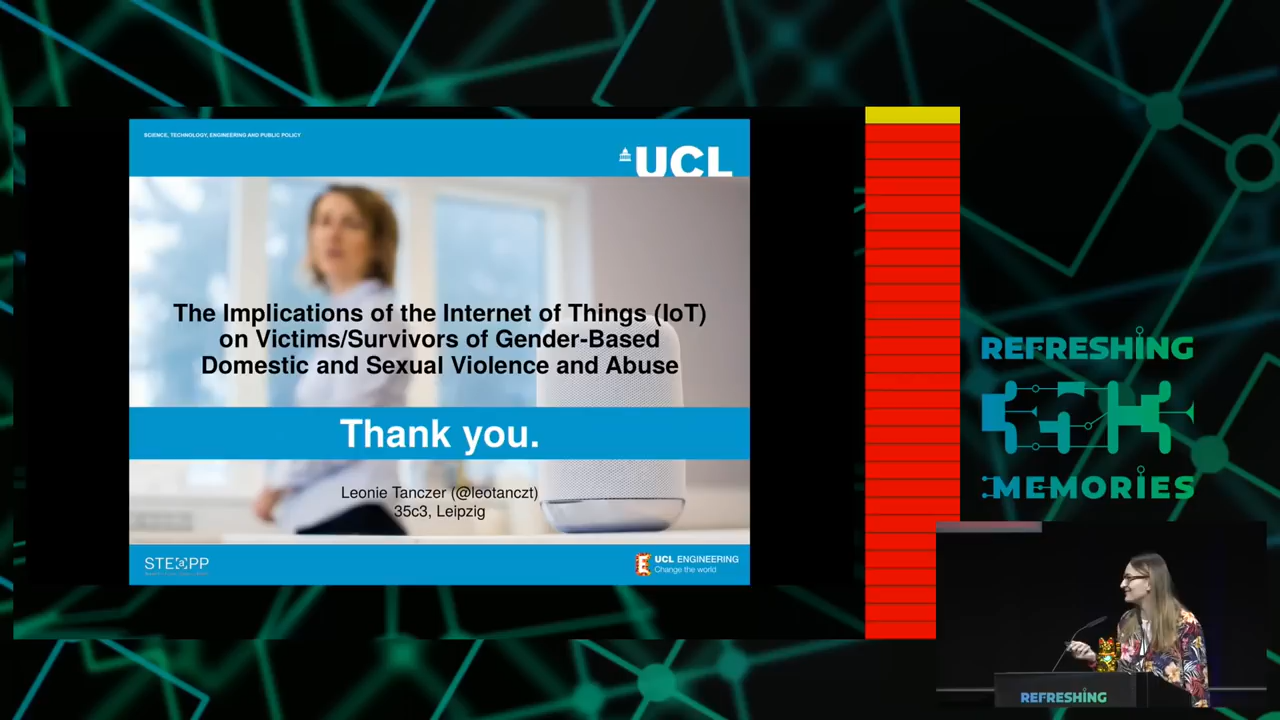 SCIENCE, TECHNOLOGY, ENGINEERING AND PUBLIC POLICY
UCL
The Implications of the Internet of Things (IoT)
on Victims/Survivors of Gender-Based
Domestic and Sexual Violence and Abuse
Thank you.
Leonie Tanczer (@leotanczt)
35c3, Leipzig
STEaPP
UCL ENGINEERING
Change the world
REFRESHING
35C3
MEMORIES
REFRESHING